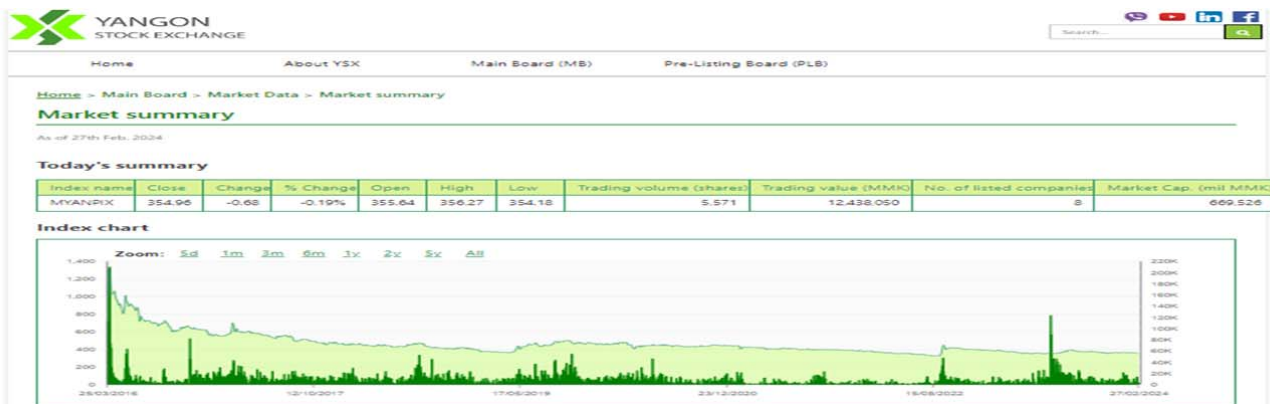 YANGON
STOCK EXCHANGE
Search...
Home About YSX Main Board (MB) Pre-Listing Board (PLB)
Home > Main Board > Market Data > Market summary
Market summary
As of 27th Feb, 2024
Today's summary
Index name Close Change % Change Open High Low Trading volume (shares) Trading value (MMK) No. of listed companies Market Cap. (mil MMK)
MYANPIX 354.96 -0.68 -0.19% 355.64 356.27 354.18 5,571 12,438,050 8 669,526
Index chart
Zoom: 5d 1m 3m 6m 1y 2y 5y All
1,400 220K
200K
1,200 180K
1,000 160K
140K
800 120K
600 100K
80K
400 60K
40K
200 20K
0 0
25/03/2016 12/10/2017 17/05/2019 23/12/2020 27/02/2024